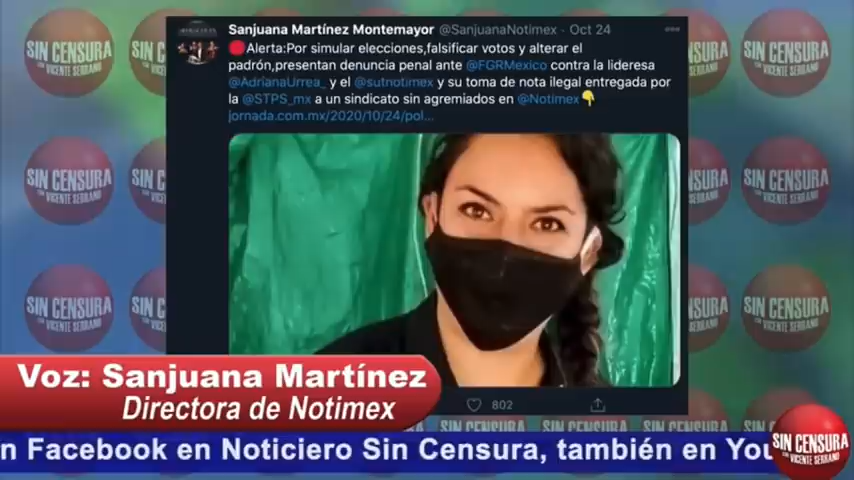 Sanjuana Martínez Montemayor @SanjuanaNotimex · Oct 24
🔴Alerta:Por simular elecciones,falsificar votos y alterar el
padrón,presentan denuncia penal ante @FGRMexico contra la lideresa
@AdrianaUrrea_ y el @sutnotimex y su toma de nota ilegal entregada por
la @STPS_mx a un sindicato sin agremiados en @Notimex👇
jornada.com.mx/2020/10/24/pol...
802
Voz: Sanjuana Martínez
Directora de Notimex
n Facebook en Noticiero Sin Censura, también en You
SIN CENSURA
CON VICENTE SERRANO